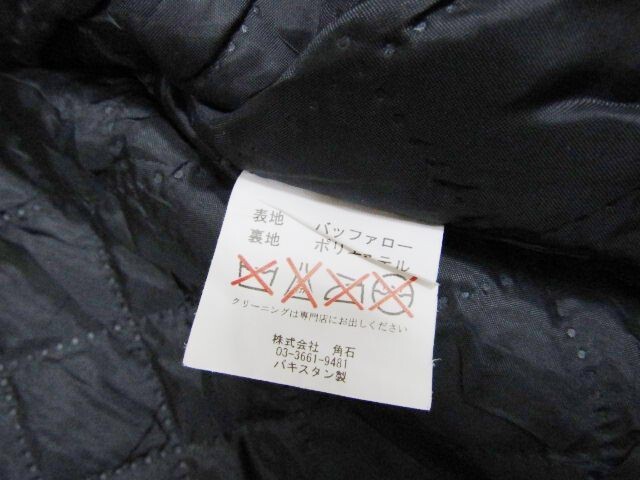 表地 バッファロー
裏地 ポリエステル
クリーニングは専門店にお出しください
株式会社 角石
03-3661-9481
パキスタン製